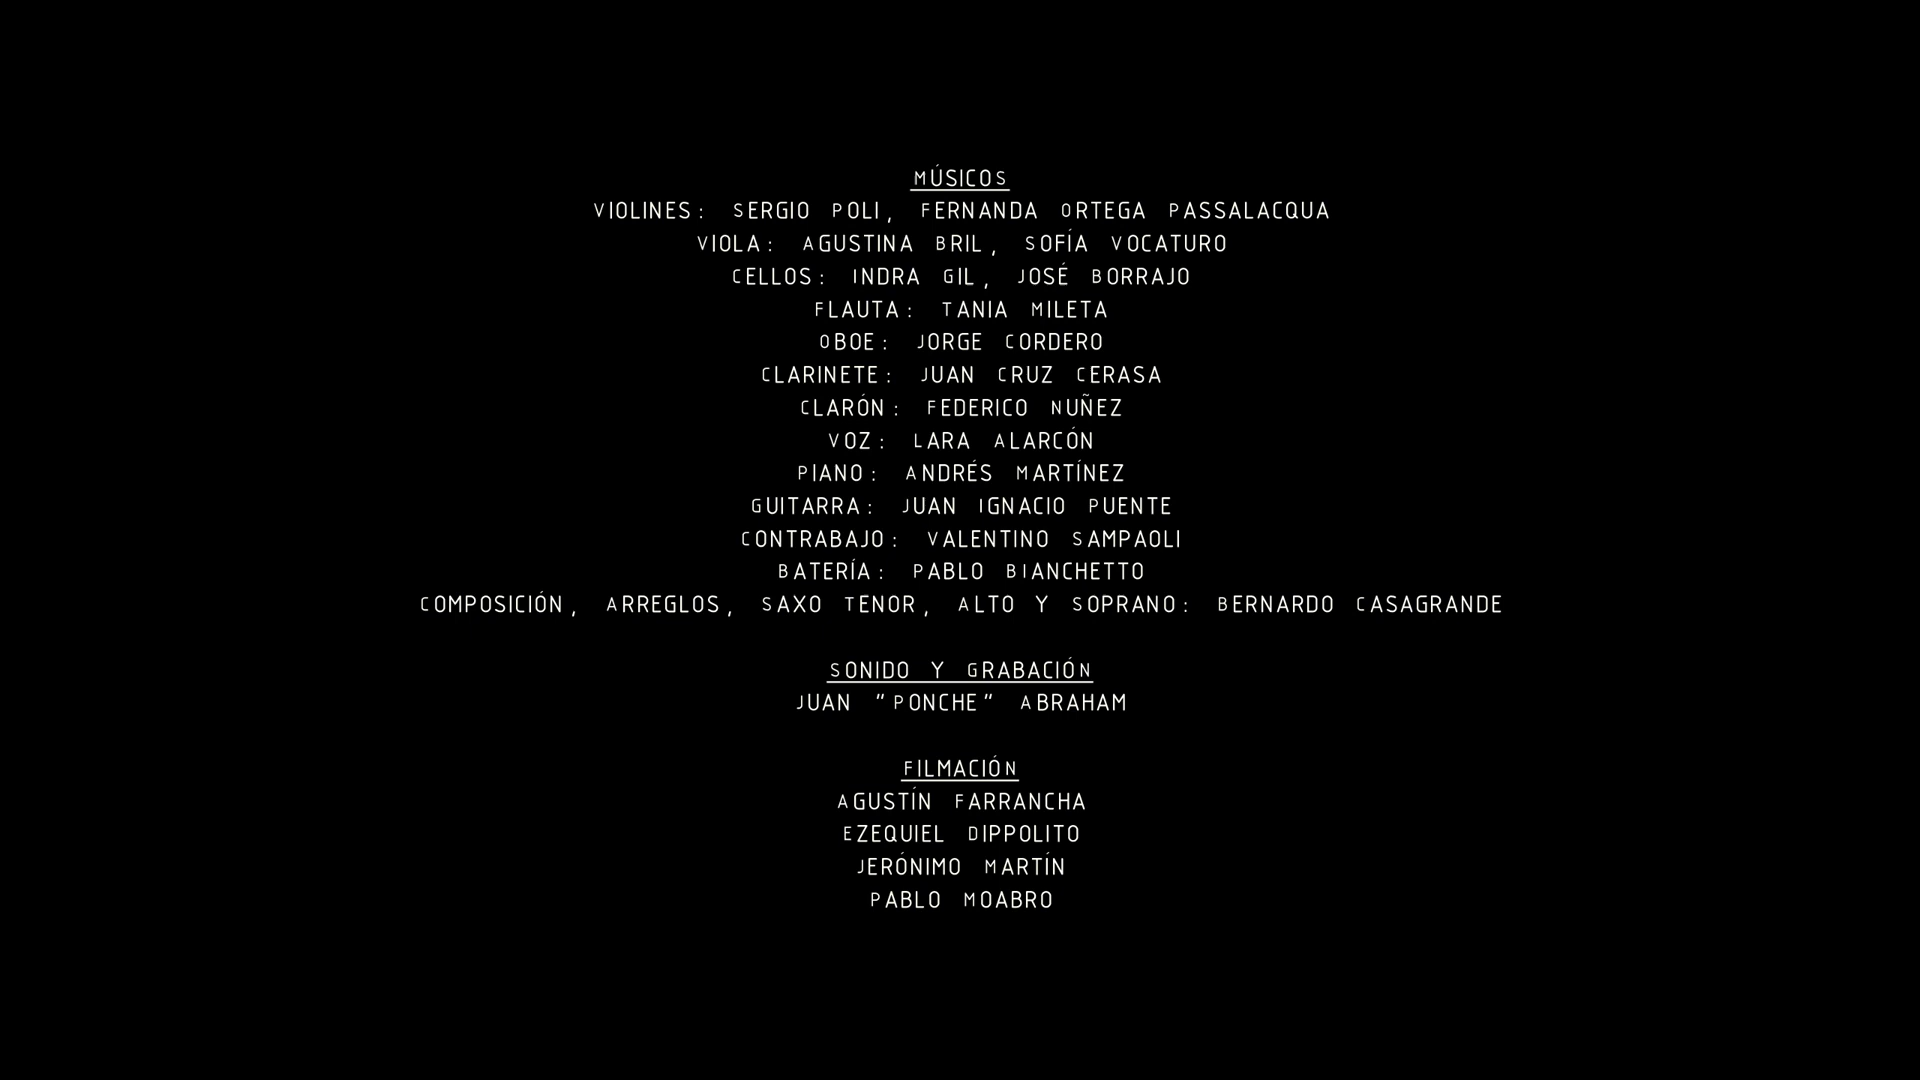 MÚSICOS
VIOLINES: SERGIO POLI, FERNANDA ORTEGA PASSALACQUA
VIOLA: AGUSTINA BRIL, SOFÍA VOCATURO
CELLOS: INDRA GIL, JOSÉ BORRAJO
FLAUTA: TANIA MILETA
OBOE: JORGE CORDERO
CLARINETE: JUAN CRUZ CERASA
CLARÓN: FEDERICO NUÑEZ
VOZ: LARA ALARCÓN
PIANO: ANDRÉS MARTÍNEZ
GUITARRA: JUAN IGNACIO PUENTE
CONTRABAJO: VALENTINO SAMPAOLI
BATERÍA: PABLO BIANCHETTO
COMPOSICIÓN, ARREGLOS, SAXO TENOR, ALTO Y SOPRANO: BERNARDO CASAGRANDE
SONIDO Y GRABACIÓN
JUAN "PONCHE" ABRAHAM
FILMACIÓN
AGUSTÍN FARRANCHA
EZEQUIEL DIPPOLITO
JERÓNIMO MARTÍN
PABLO MOABRO